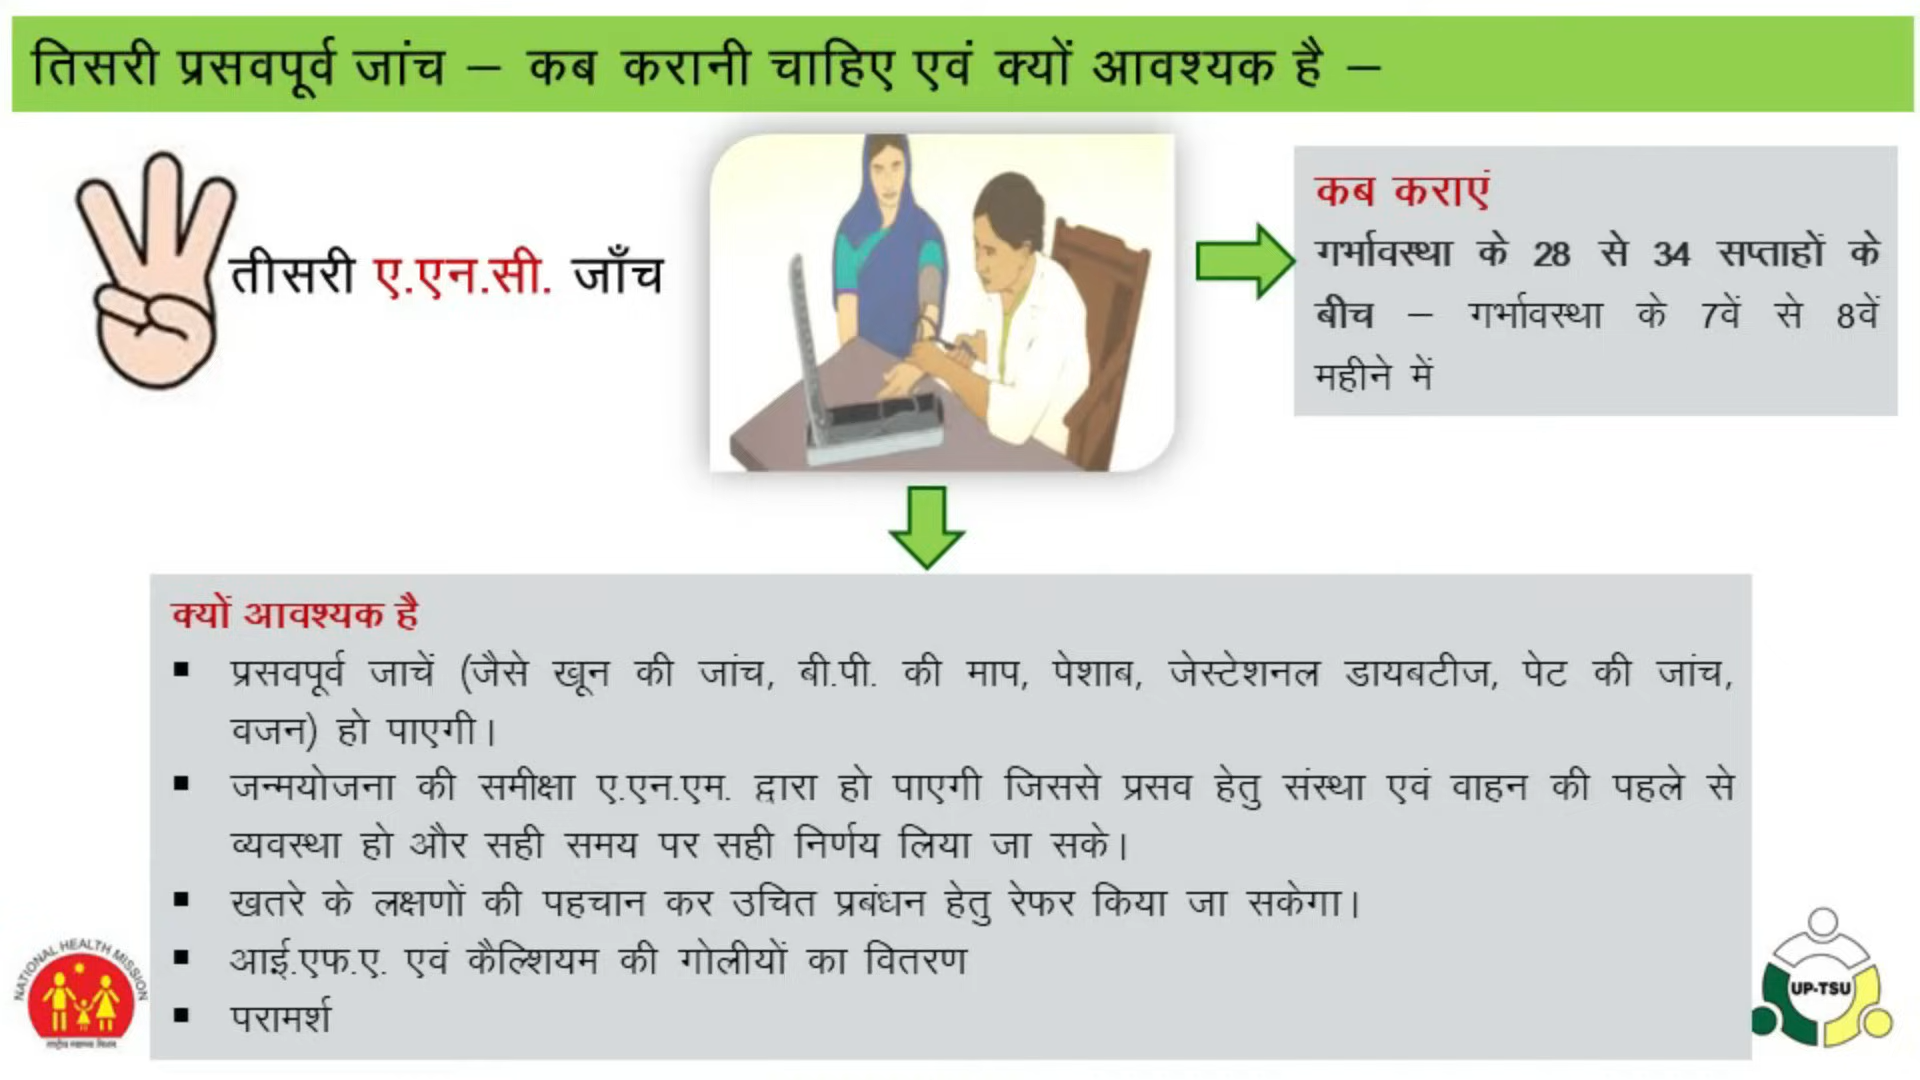 तिसरी प्रसवपूर्व जांच – कब करानी चाहिए एवं क्यों आवश्यक है –
तीसरी ए.एन.सी. जाँच
कब कराएं
गर्भावस्था के 28 से 34 सप्ताहों के
बीच – गर्भावस्था के 7वें से 8वें
महीने में
क्यों आवश्यक है
▪ प्रसवपूर्व जाचें (जैसे खून की जांच, बी.पी. की माप, पेशाब, जेस्टेशनल डायबटीज, पेट की जांच,
वजन) हो पाएगी।
▪ जन्मयोजना की समीक्षा ए.एन.एम. द्वारा हो पाएगी जिससे प्रसव हेतु संस्था एवं वाहन की पहले से
व्यवस्था हो और सही समय पर सही निर्णय लिया जा सके।
▪ खतरे के लक्षणों की पहचान कर उचित प्रबंधन हेतु रेफर किया जा सकेगा।
▪ आई.एफ.ए. एवं कैल्शियम की गोलीयों का वितरण
▪ परामर्श
NATIONAL HEALTH MISSION
राष्ट्रीय स्वास्थ्य मिशन
UP-TSU